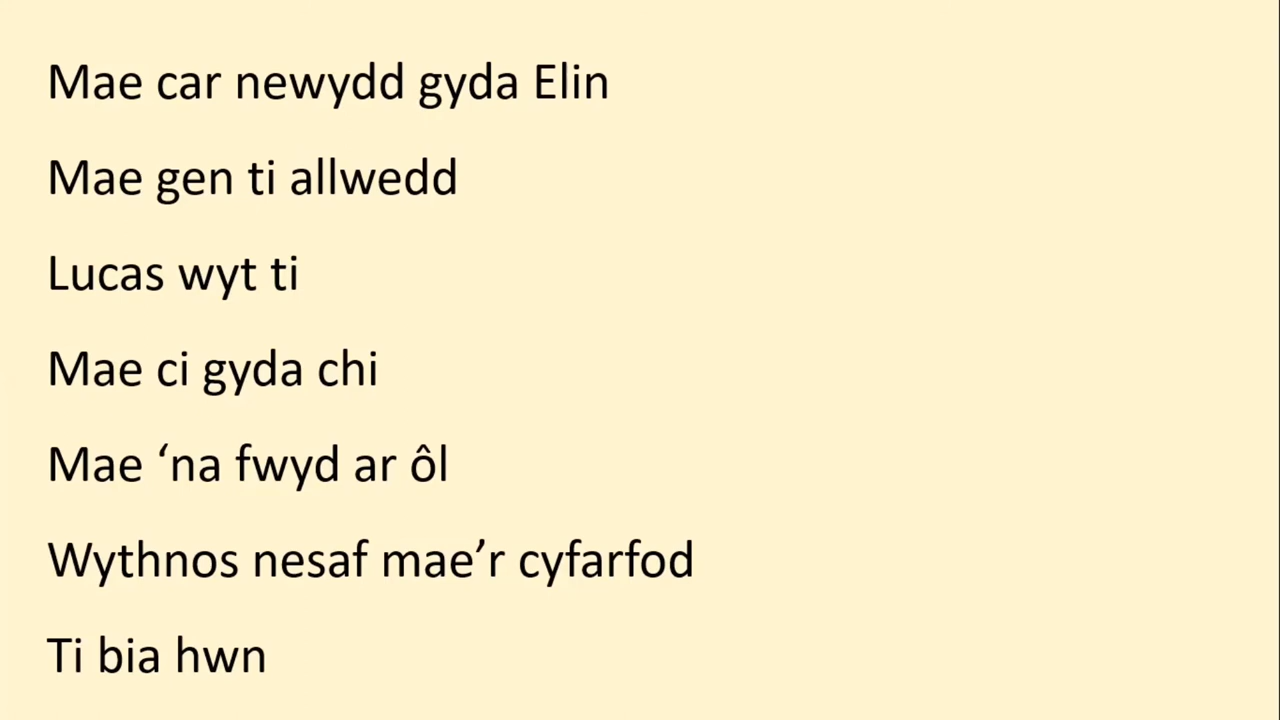 Mae car newydd gyda Elin
Mae gen ti allwedd
Lucas wyt ti
Mae ci gyda chi
Mae ‘na fwyd ar ôl
Wythnos nesaf mae’r cyfarfod
Ti bia hwn